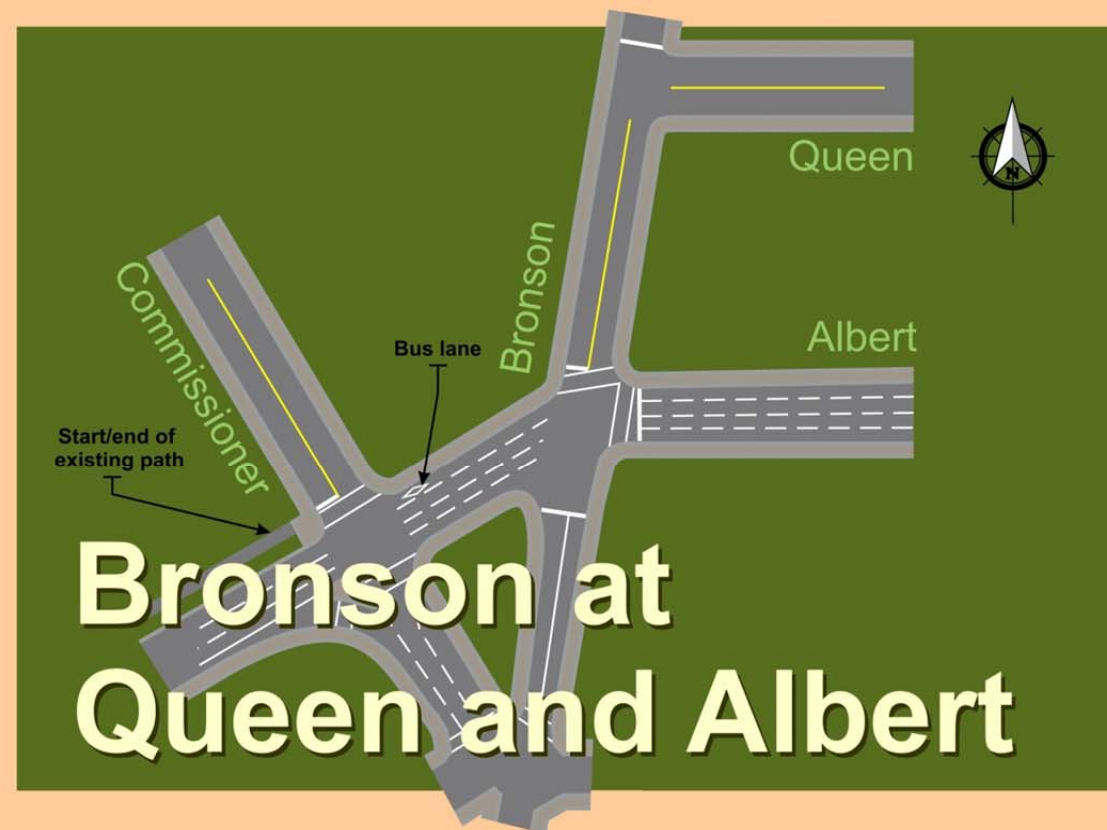 Queen
Albert
Bronson
Commissioner
Bus lane
Start/end of
existing path
N
Bronson at
Queen and Albert